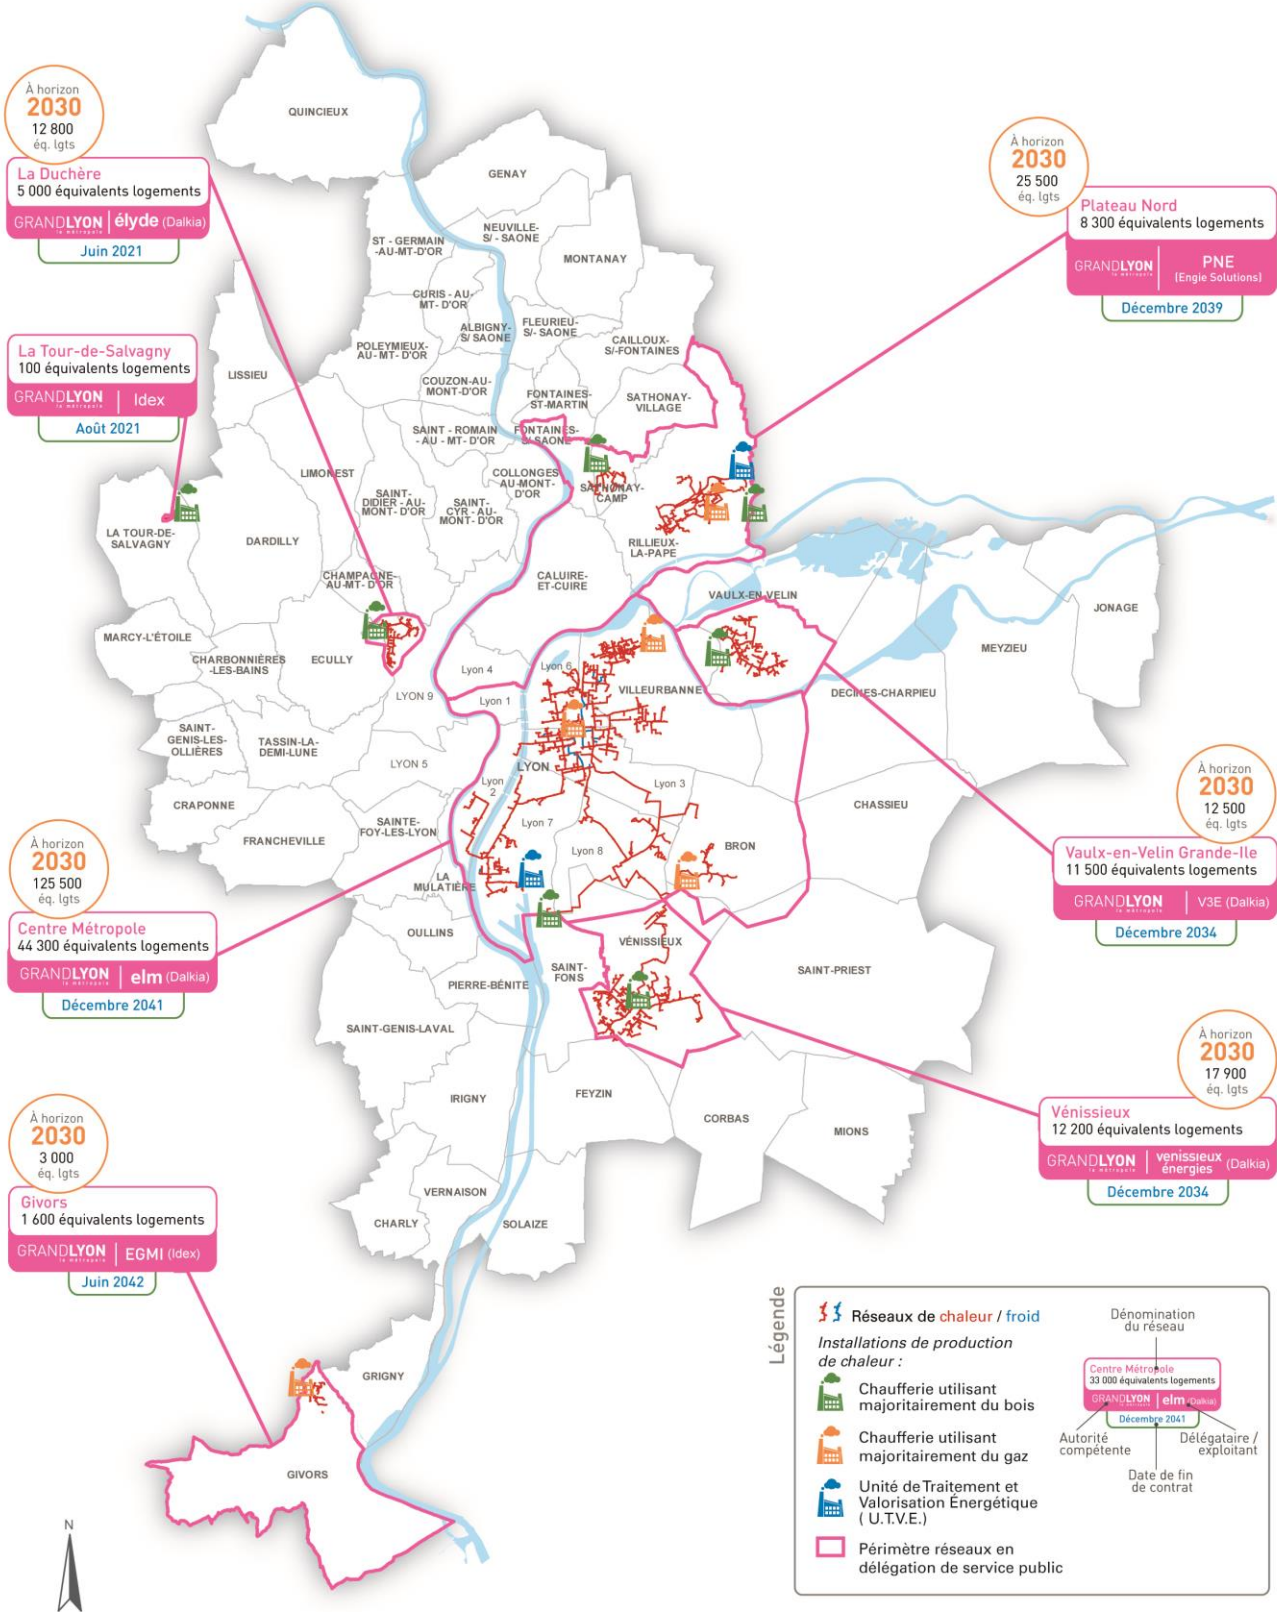 QUINCIEUX
GENAY
NEUVILLE-
S/- SAONE
ST - GERMAIN
-AU-MT-D'OR
MONTANAY
CURIS - AU-
MT- D'OR
ALBIGNY-
S/ SAONE
FLEURIEU-
S/- SAONE
POLEYMIEUX-
AU- MT- D'OR
CAILLOUX-
S/-FONTAINES
LISSIEU
COUZON-AU-
MONT-D'OR
FONTAINES-
ST-MARTIN
SATHONAY-
VILLAGE
SAINT - ROMAIN
- AU - MT- D'OR
FONTAINES-
S/ SAONE
LIMONEST
COLLONGES
AU-MONT-
D'OR
SATHONAY-
CAMP
SAINT-
DIDIER - AU-
MONT- D'OR
SAINT-
CYR - AU-
MONT- D'OR
LA TOUR-DE-
SALVAGNY
DARDILLY
RILLIEUX-
LA-PAPE
CHAMPAGNE-
AU-MT- D'OR
CALUIRE-
ET-CUIRE
VAULX-EN-VELIN
JONAGE
MARCY-L'ÉTOILE
MEYZIEU
CHARBONNIÈRES
-LES-BAINS
ECULLY
Lyon 4
Lyon 6
VILLEURBANNE
DECINES-CHARPIEU
LYON 9
Lyon 1
SAINT-
GENIS-LES-
OLLIÈRES
TASSIN-LA-
DEMI-LUNE
LYON 5
LYON
Lyon
2
Lyon 3
CRAPONNE
CHASSIEU
FRANCHEVILLE
SAINTE-
FOY-LES-LYON
Lyon 7
Lyon 8
BRON
LA
MULATIÈRE
OULLINS
VÉNISSIEUX
SAINT-
FONS
SAINT-PRIEST
PIERRE-BÉNITE
SAINT-GENIS-LAVAL
IRIGNY
FEYZIN
CORBAS
MIONS
VERNAISON
CHARLY
SOLAIZE
GRIGNY
GIVORS
À horizon
2030
12 800
éq. lgts
La Duchère
5 000 équivalents logements
GRANDLYON
la métropole
élyde (Dalkia)
Juin 2021
La Tour-de-Salvagny
100 équivalents logements
GRANDLYON
la métropole
Idex
Août 2021
À horizon
2030
125 500
éq. lgts
Centre Métropole
44 300 équivalents logements
GRANDLYON
la métropole
elm (Dalkia)
Décembre 2041
À horizon
2030
3 000
éq. lgts
Givors
1 600 équivalents logements
GRANDLYON
la métropole
EGMI (Idex)
Juin 2042
À horizon
2030
25 500
éq. lgts
Plateau Nord
8 300 équivalents logements
GRANDLYON
la métropole
PNE
(Engie Solutions)
Décembre 2039
À horizon
2030
12 500
éq. lgts
Vaulx-en-Velin Grande-Ile
11 500 équivalents logements
GRANDLYON
la métropole
V3E (Dalkia)
Décembre 2034
À horizon
2030
17 900
éq. lgts
Vénissieux
12 200 équivalents logements
GRANDLYON
la métropole
venissieux
énergies (Dalkia)
Décembre 2034
N
Légende
Réseaux de chaleur / froid
Installations de production
de chaleur :
Chaufferie utilisant
majoritairement du bois
Chaufferie utilisant
majoritairement du gaz
Unité de Traitement et
Valorisation Énergétique
( U.T.V.E.)
Périmètre réseaux en
délégation de service public
Dénomination
du réseau
Centre Métropole
33 000 équivalents logements
GRANDLYON
elm (Dalkia)
Décembre 2041
Autorité
compétente
Délégataire /
exploitant
Date de fin
de contrat